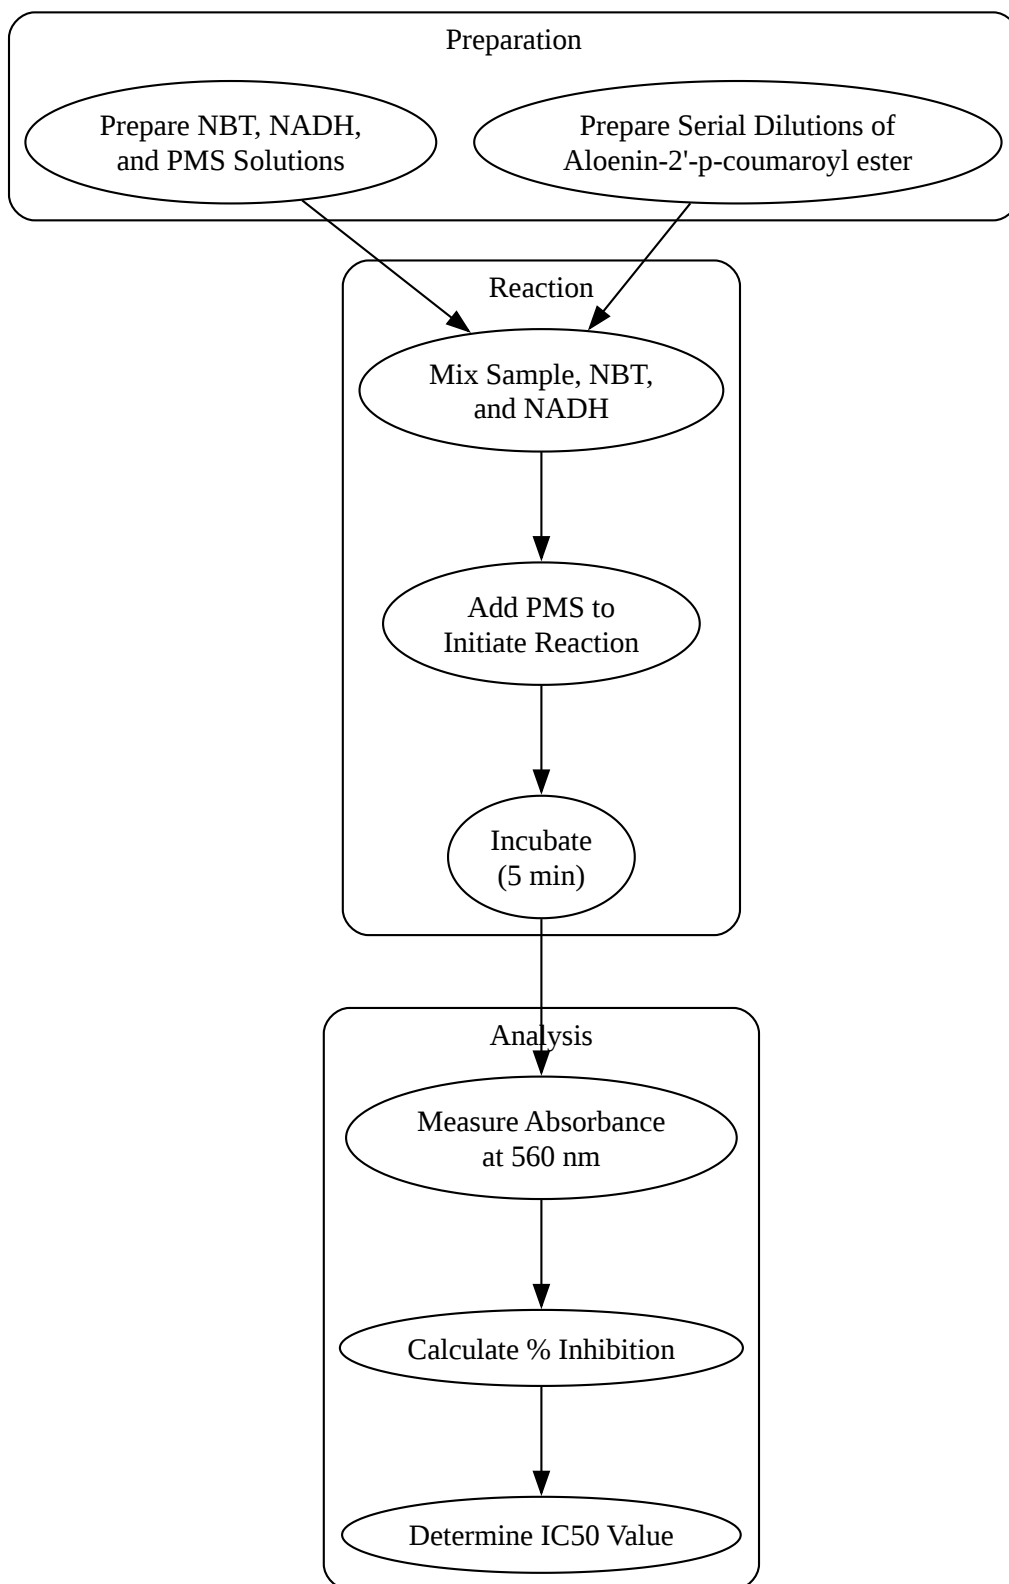 Preparation
Prepare NBT, NADH,
and PMS Solutions
Prepare Serial Dilutions of
Aloenin-2'-p-coumaroyl ester
Reaction
Mix Sample, NBT,
and NADH
Add PMS to
Initiate Reaction
Incubate
(5 min)
Analysis
Measure Absorbance
at 560 nm
Calculate % Inhibition
Determine IC50 Value